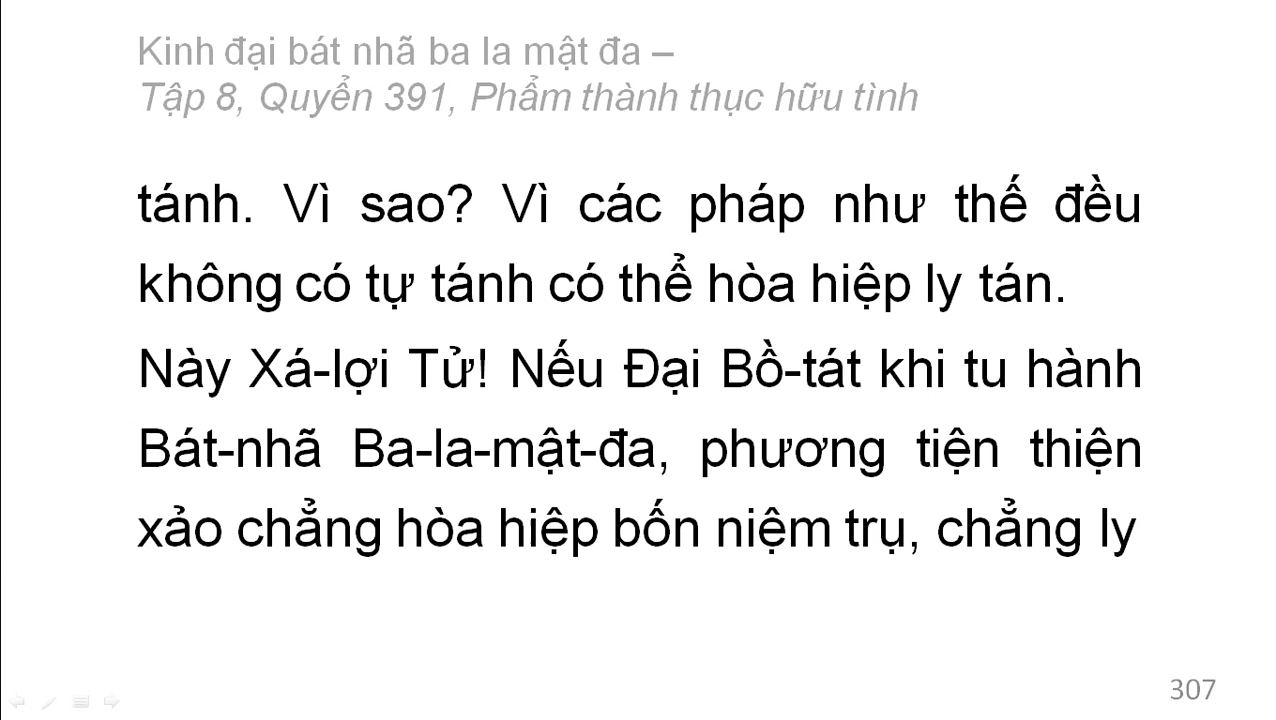 Kinh đại bát nhã ba la mật đa –
Tập 8, Quyển 391, Phẩm thành thục hữu tình
tánh. Vì sao? Vì các pháp như thế đều
không có tự tánh có thể hòa hiệp ly tán.
Này Xá-lợi Tử! Nếu Đại Bồ-tát khi tu hành
Bát-nhã Ba-la-mật-đa, phương tiện thiện
xảo chẳng hòa hiệp bốn niệm trụ, chẳng ly
307